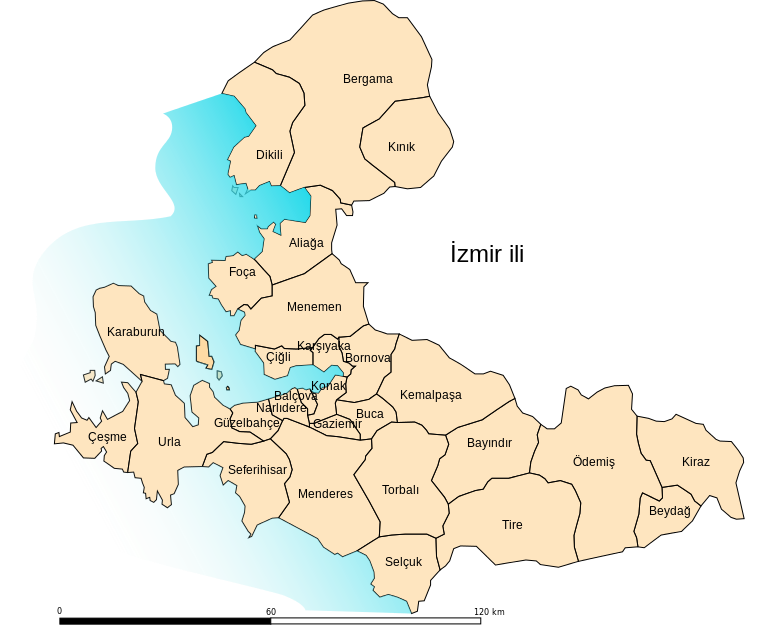 Bergama
Kınık
Dikili
Aliağa
İzmir ili
Foça
Menemen
Karaburun
Karşıyaka
Çiğli
Bornova
Konak
Balçova
Kemalpaşa
Narlıdere
Buca
Güzelbahçe
Gaziemir
Çeşme
Urla
Bayındır
Ödemiş
Kiraz
Seferihisar
Menderes
Torbalı
Beydağ
Tire
Selçuk
0 60 120 km